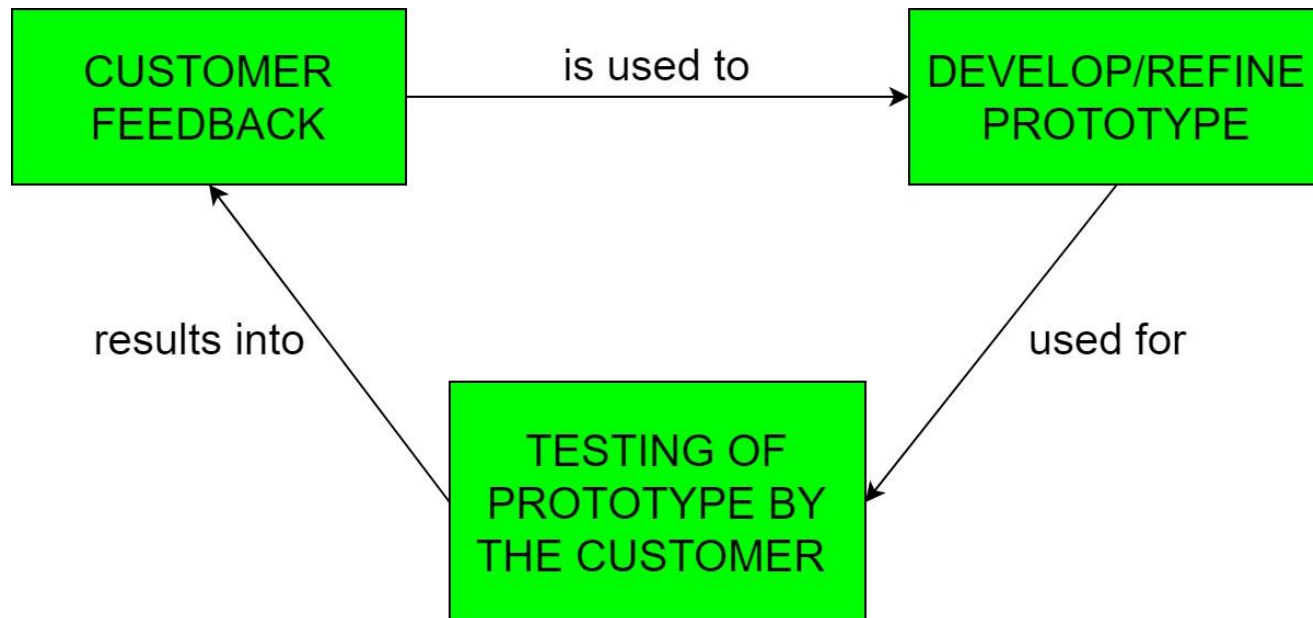 CUSTOMER
FEEDBACK
is used to
DEVELOP/REFINE
PROTOTYPE
used for
TESTING OF
PROTOTYPE BY
THE CUSTOMER
results into